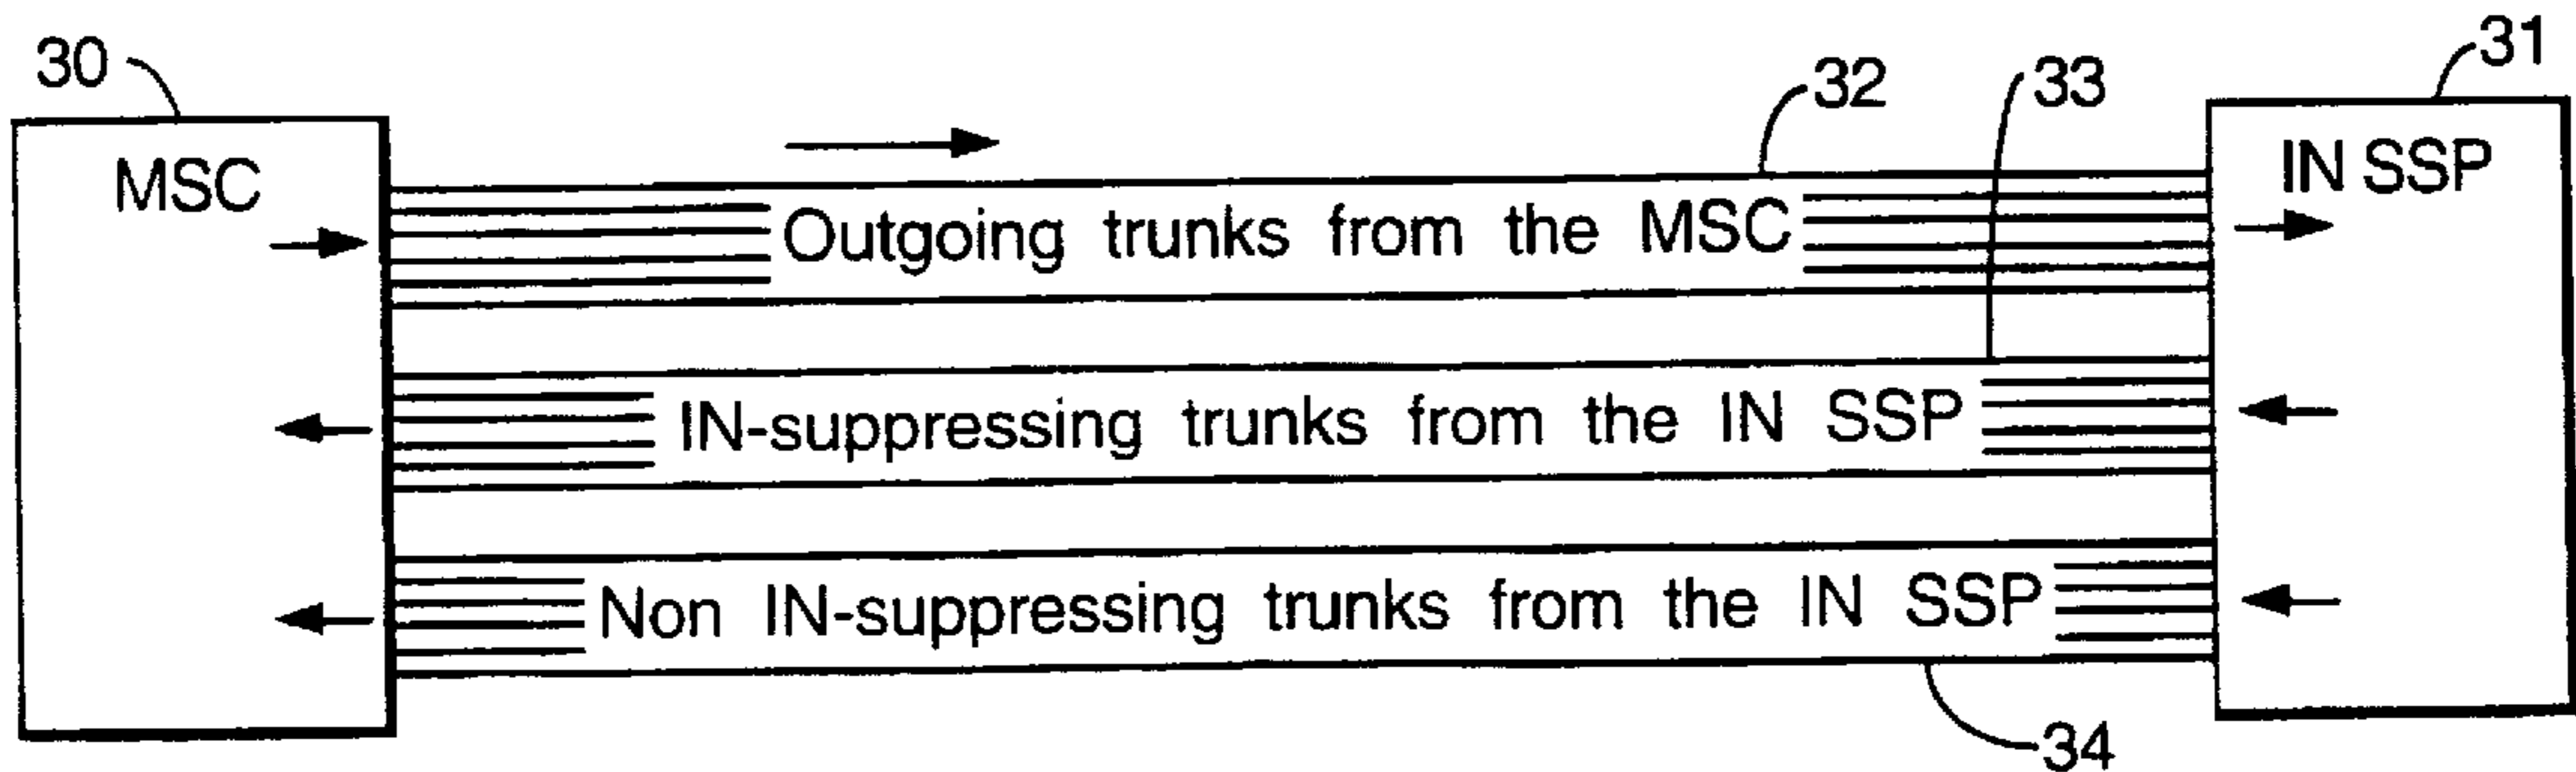 30
32
33
31
MSC
IN SSP
Outgoing trunks from the MSC
IN-suppressing trunks from the IN SSP
Non IN-suppressing trunks from the IN SSP
34